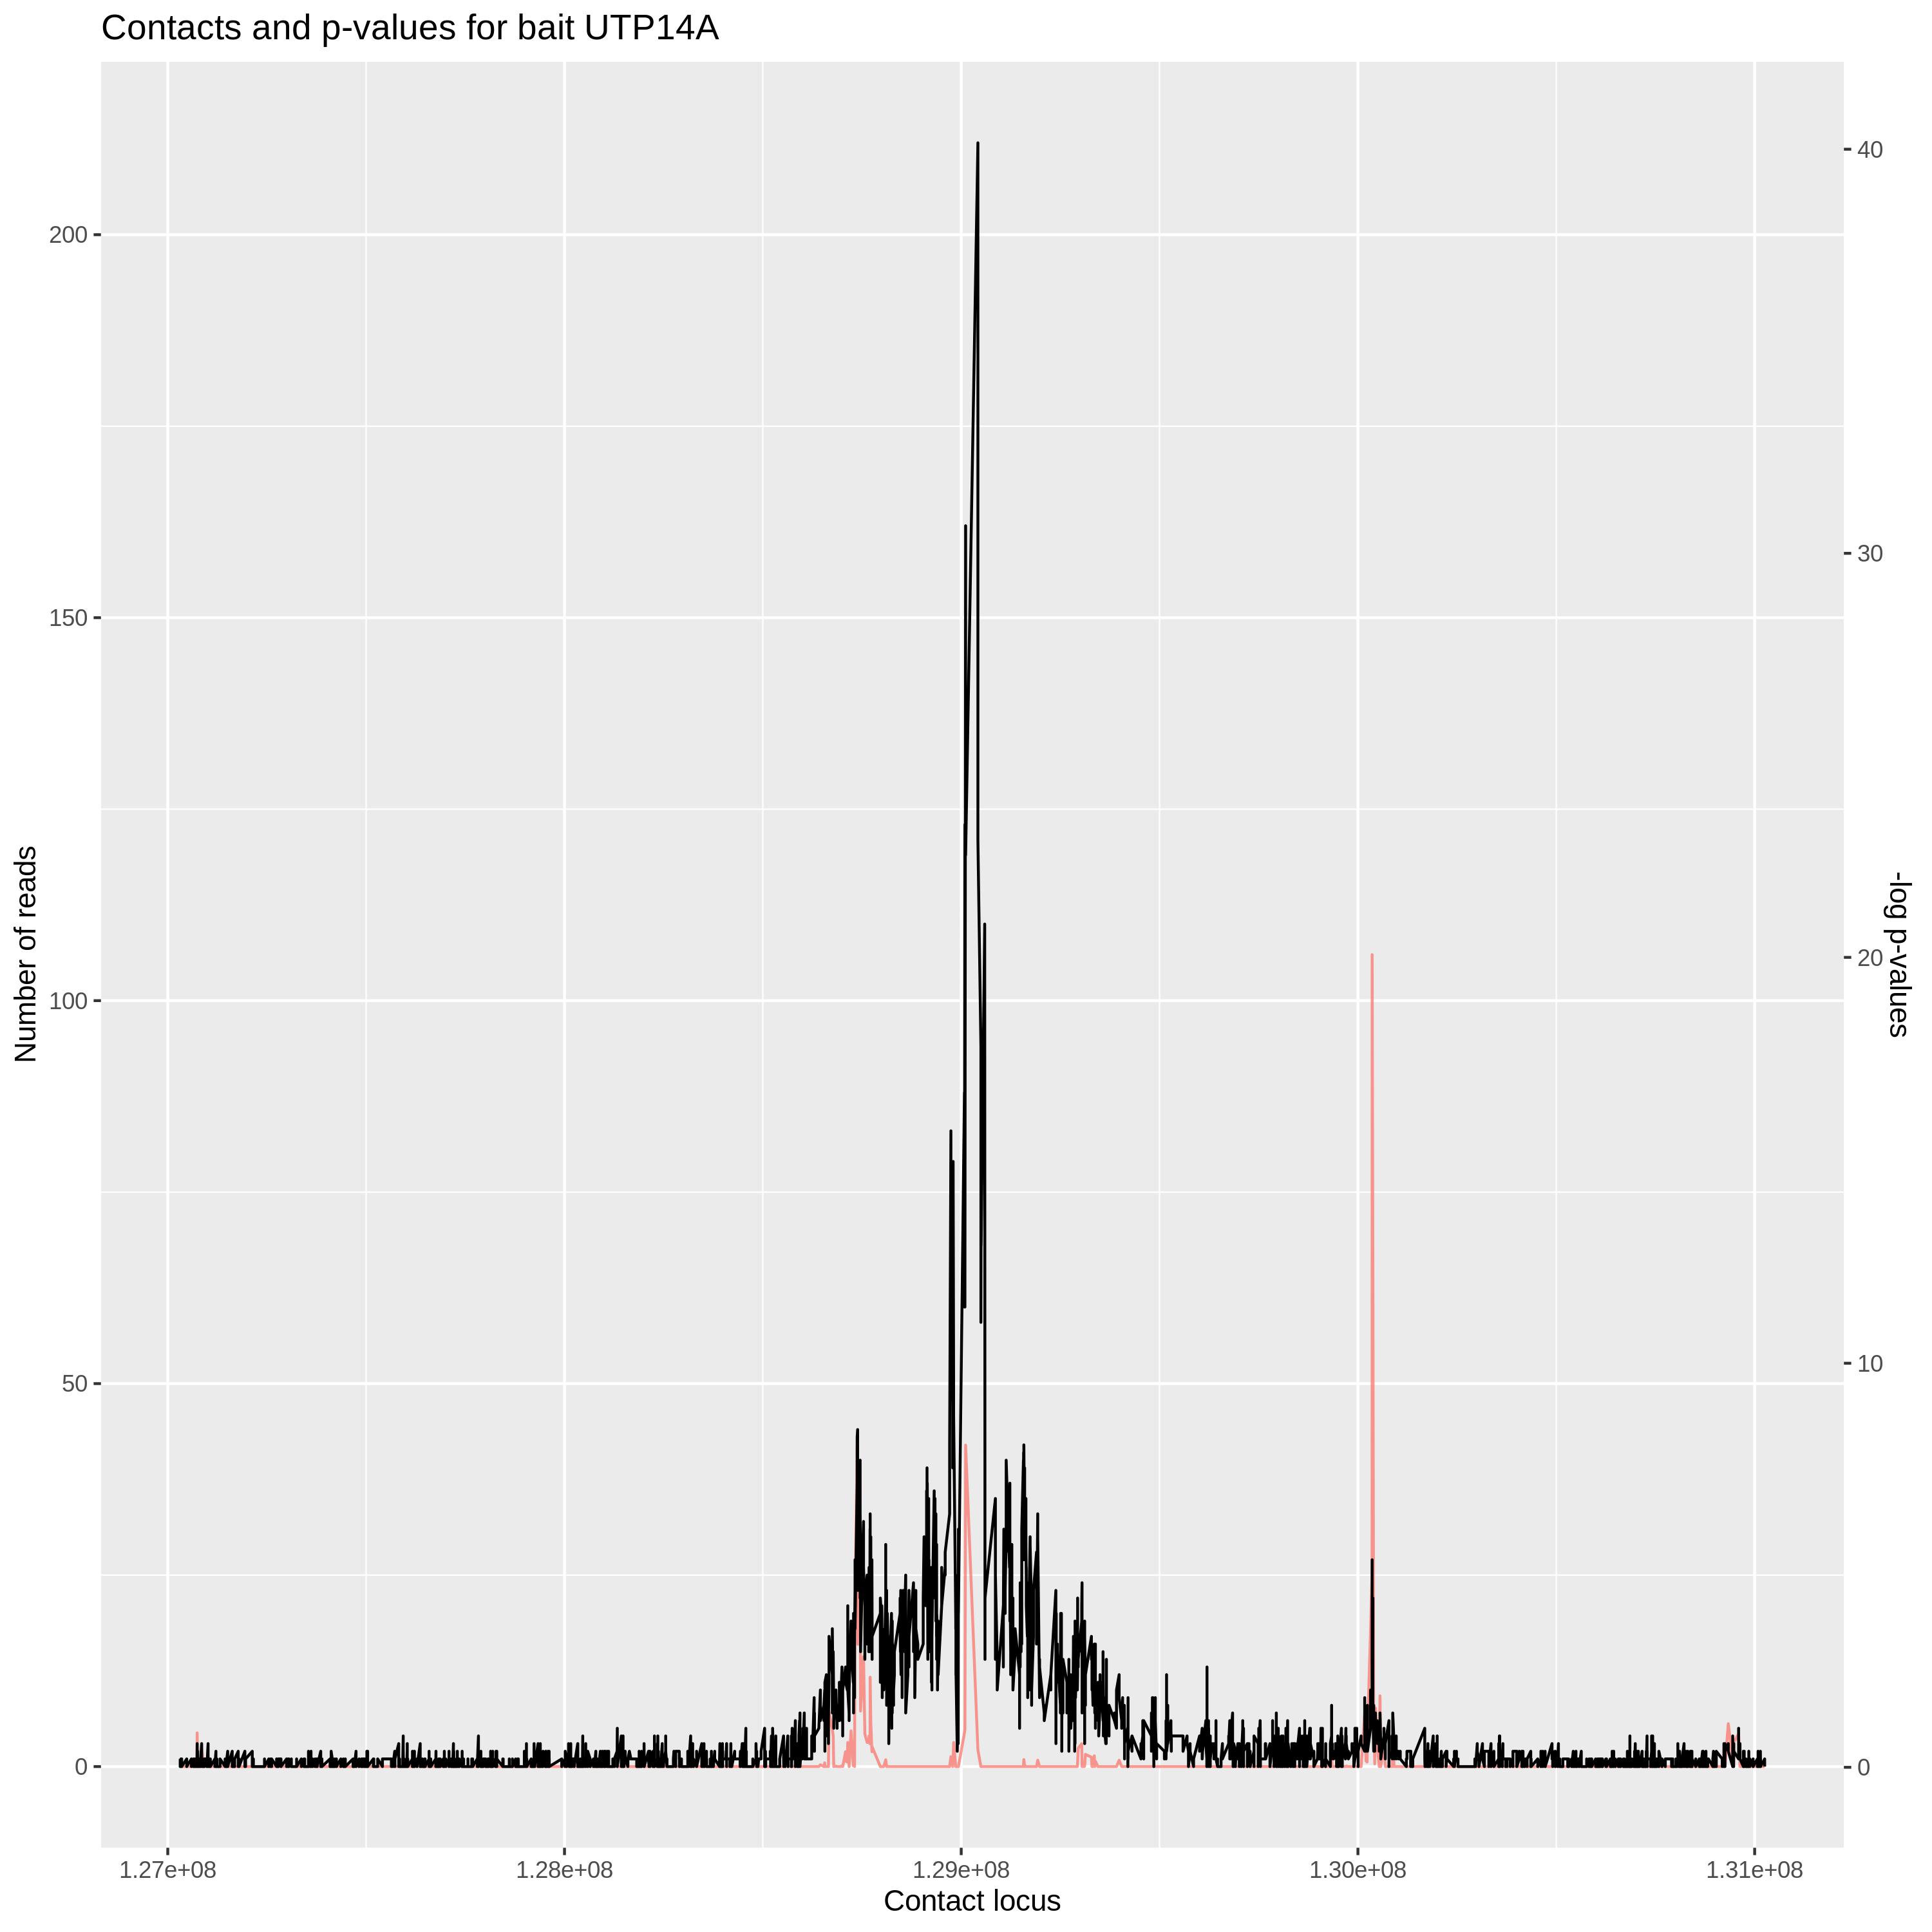 Contacts and p-values for bait UTP14A
Number of reads
200
150
100
50
0
40
30
20
10
0
-log p-values
1.27e+08
1.28e+08
1.29e+08
1.30e+08
1.31e+08
Contact locus